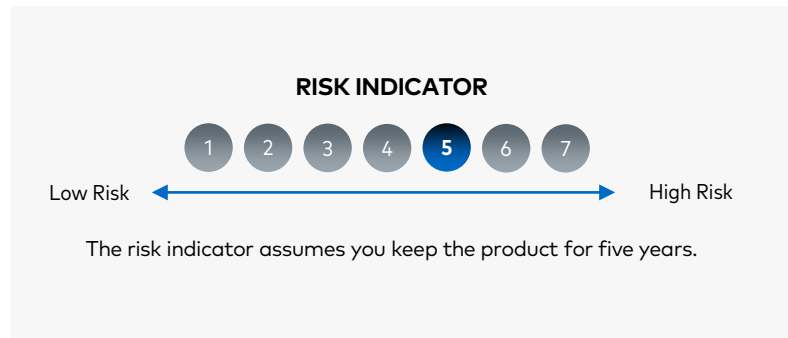 RISK INDICATOR
1 2 3 4 5 6 7
Low Risk High Risk
The risk indicator assumes you keep the product for five years.